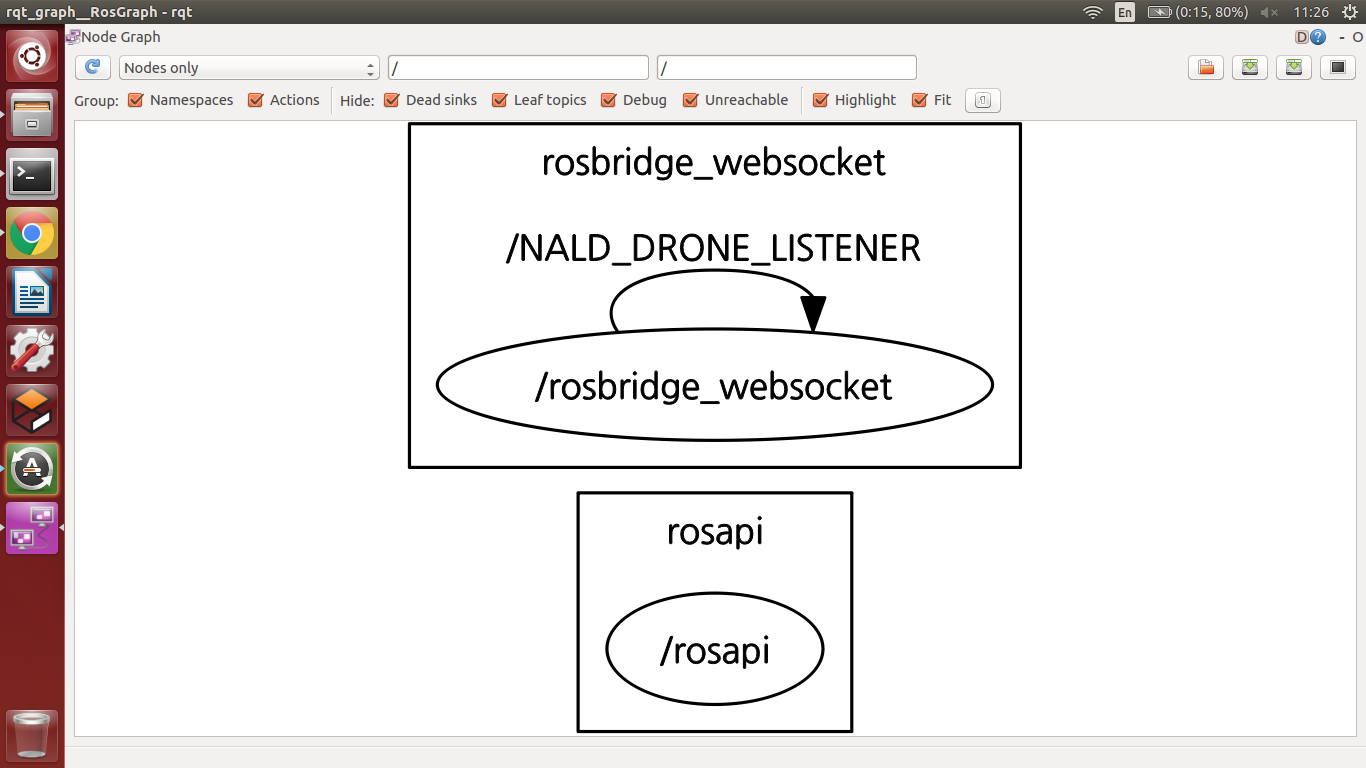 rqt_graph__RosGraph - rqt
En
(0:15, 80%)
11:26
Node Graph
D
?
- O
Nodes only
/
/
Group:
Namespaces
Actions
Hide:
Dead sinks
Leaf topics
Debug
Unreachable
Highlight
Fit
rosbridge_websocket
/NALD_DRONE_LISTENER
/rosbridge_websocket
rosapi
/rosapi